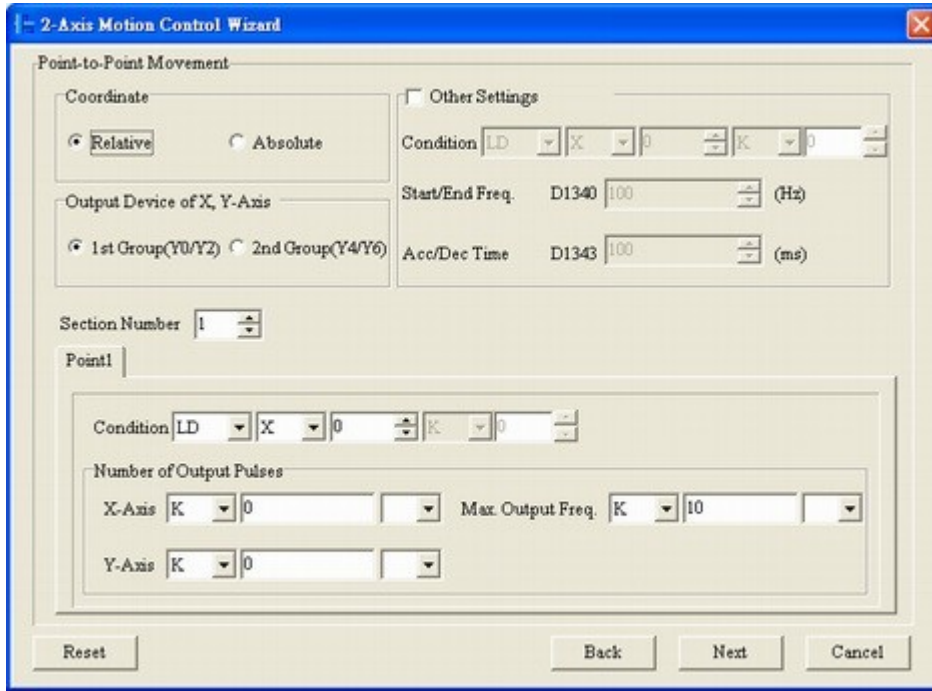 2-Axis Motion Control Wizard
Point-to-Point Movement
Coordinate
Relative Absolute
Other Settings
Condition LD X 0 K 0
Start/End Freq. D1340 100 (Hz)
Acc/Dec Time D1343 100 (ms)
Output Device of X, Y-Axis
1st Group(Y0/Y2) 2nd Group(Y4/Y6)
Section Number 1
Point1
Condition LD X 0 K 0
Number of Output Pulses
X-Axis K 0 Max. Output Freq. K 10
Y-Axis K 0
Reset Back Next Cancel